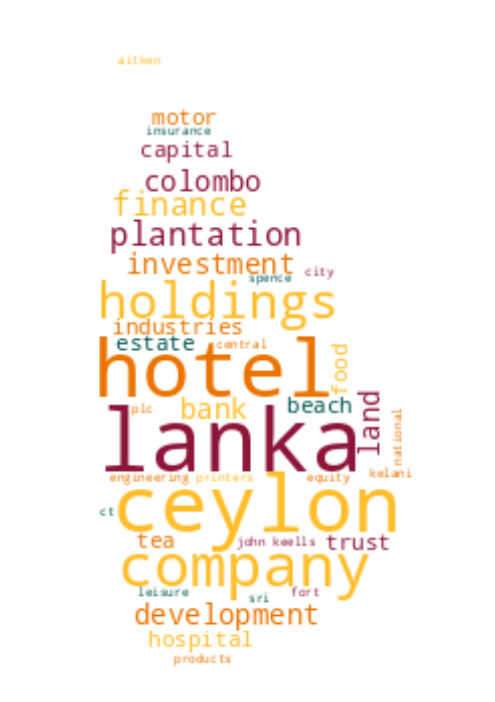 aitken
motor
insurance
capital
colombo
finance
plantation
investment
spence city
holdings
industries
estate central
hotel food
plc bank beach land
lanka national
engineering printers equity kelani
ct ceylon
tea john keells trust
company
leisure sri fort
development
hospital
products